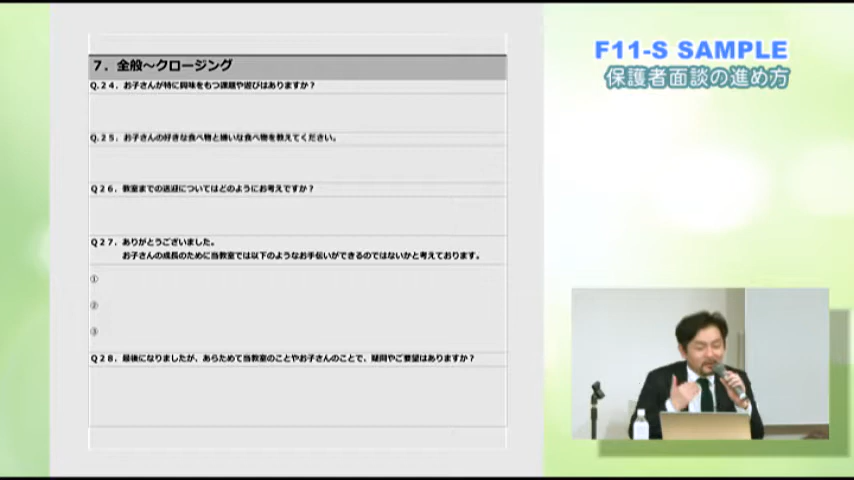 F11-S SAMPLE
保護者面談の進め方
７．全般～クロージング
Q.２４．お子さんが特に興味をもつ課題や遊びはありますか？
Q.２５．お子さんの好きな食べ物と嫌いな食べ物を教えてください。
Q２６．教室までの送迎についてはどのようにお考えですか？
Q２７．ありがとうございました。
お子さんの成長のために当教室では以下のようなお手伝いができるのではないかと考えております。
①
②
③
Q２８．最後になりましたが、あらためて当教室のことやお子さんのことで、疑問やご要望はありますか？